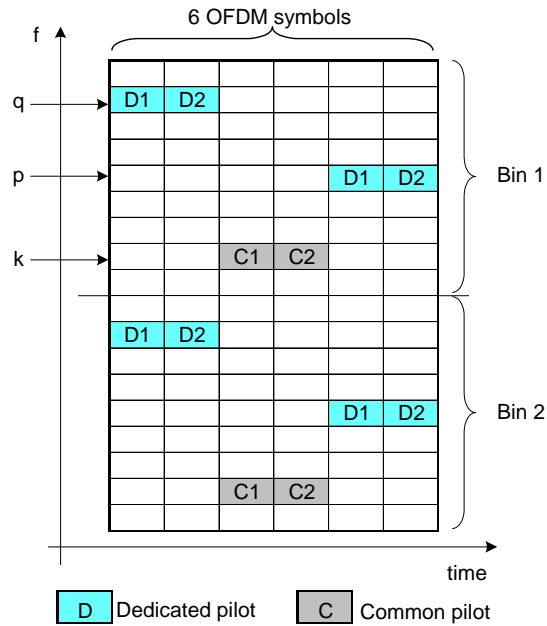 6 OFDM symbols
f
q
D1 D2
p
D1 D2
Bin 1
k
C1 C2
D1 D2
D1 D2
Bin 2
C1 C2
time
D Dedicated pilot
C Common pilot